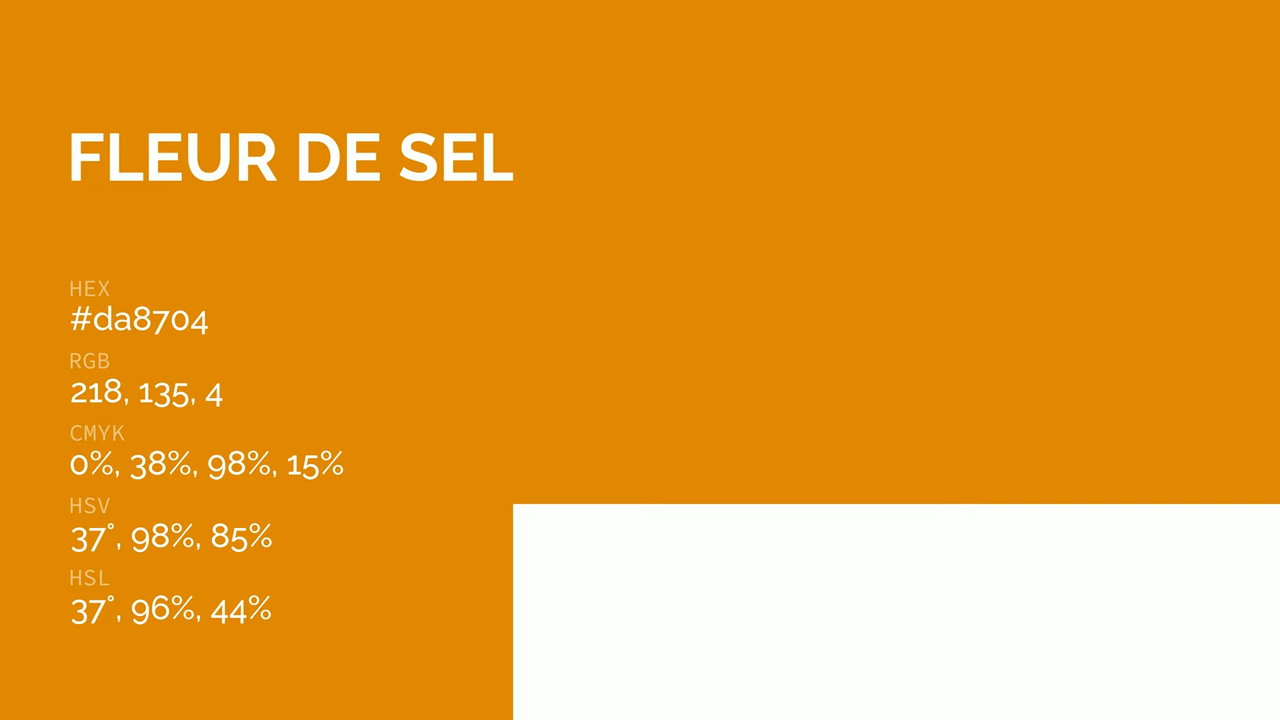 FLEUR DE SEL
HEX
#da8704
RGB
218, 135, 4
CMYK
0%, 38%, 98%, 15%
HSV
37°, 98%, 85%
HSL
37°, 96%, 44%